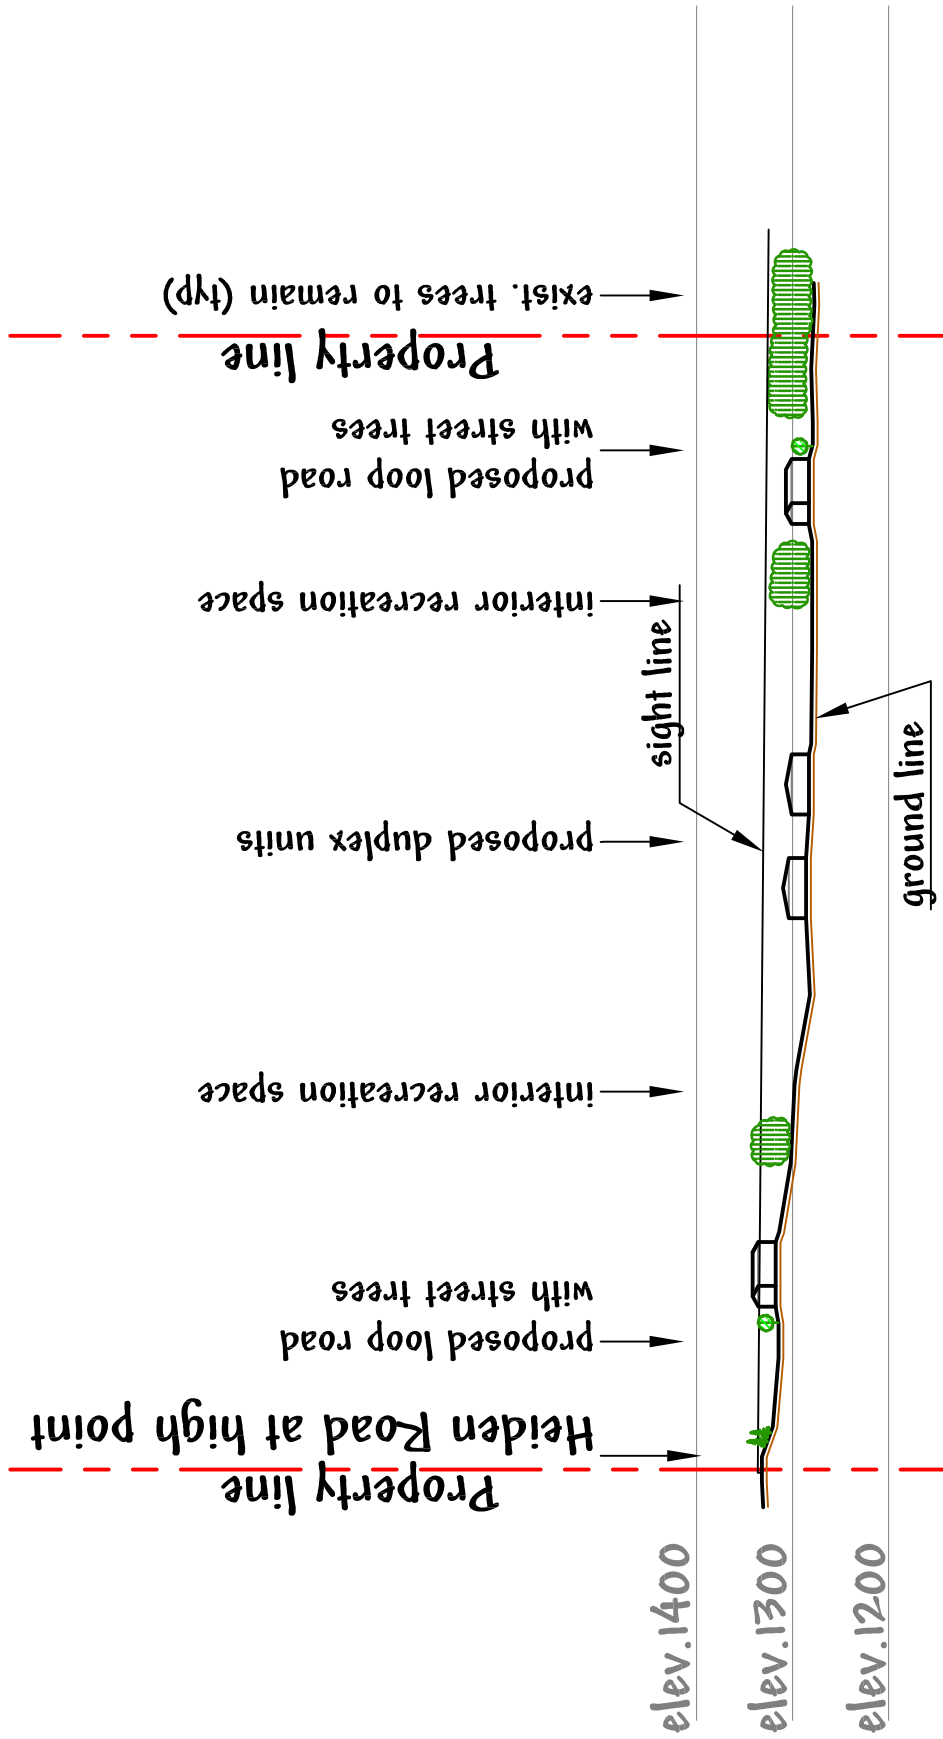 exist. trees to remain (typ)
Property line
proposed loop road
with street trees
interior recreation space
sight line
ground line
proposed duplex units
interior recreation space
proposed loop road
with street trees
Heiden Road at high point
Property line
elev.1400
elev.1300
elev.1200